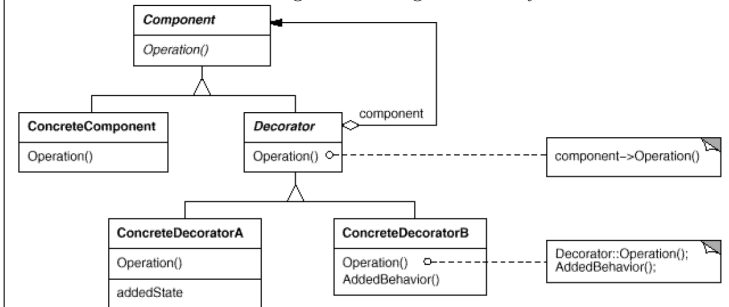 Component
Operation()
component
ConcreteComponent
Operation()
Decorator
Operation()
component->Operation()
ConcreteDecoratorA
Operation()
addedState
ConcreteDecoratorB
Operation()
AddedBehavior()
Decorator::Operation();
AddedBehavior();